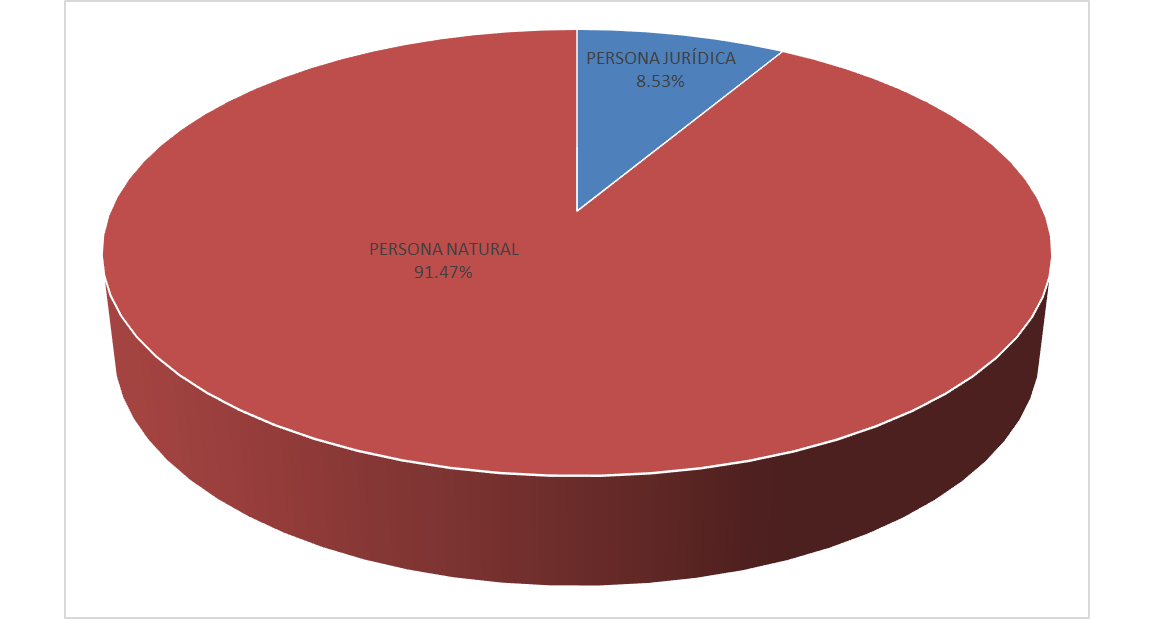 PERSONA JURÍDICA
8.53%
PERSONA NATURAL
91.47%